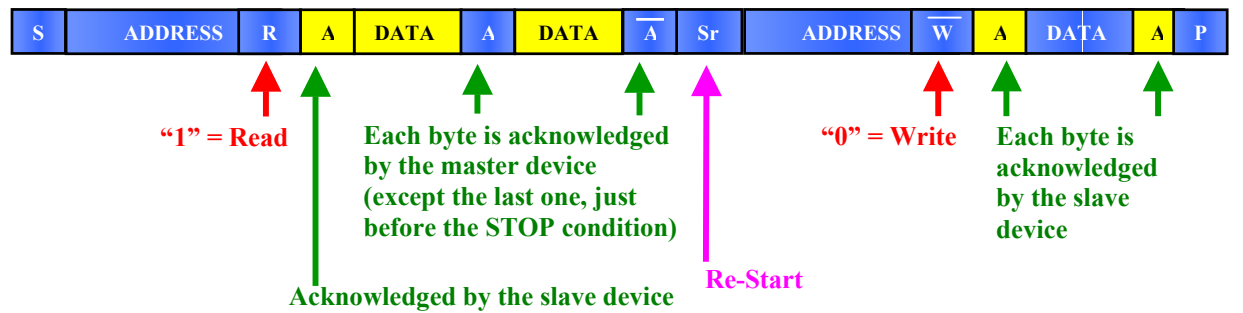 S ADDRESS R A DATA A DATA A̅ Sr ADDRESS W̅ A DATA A P
“1” = Read
Each byte is acknowledged
by the master device
(except the last one, just
before the STOP condition)
“0” = Write
Each byte is
acknowledged
by the slave
device
Re-Start
Acknowledged by the slave device